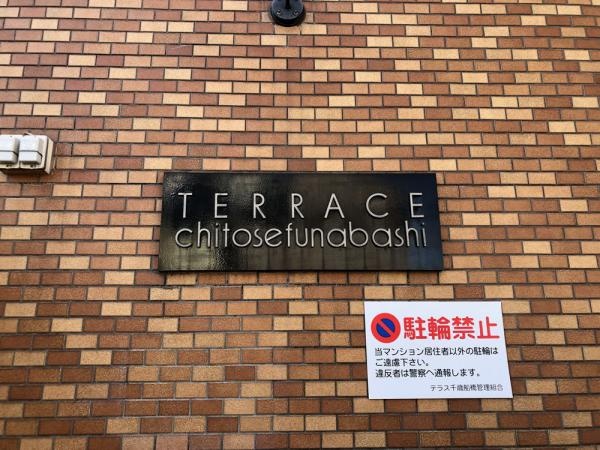 TERRACE
chitosefunabashi
駐輪禁止
当マンション居住者以外の駐輪は
ご遠慮下さい。
違反者は警察へ通報します。
テラス千歳船橋管理組合